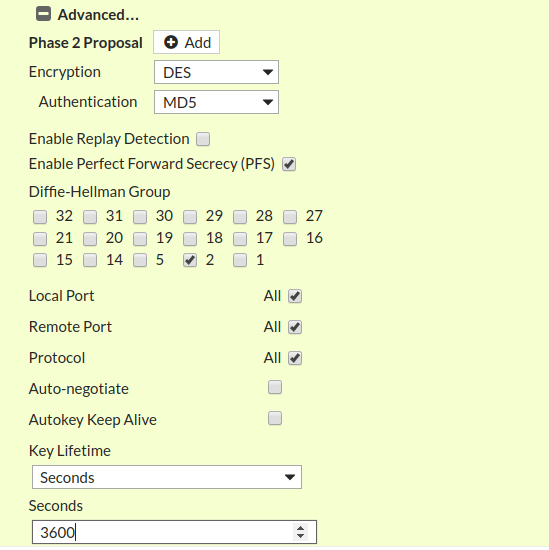 Advanced...
Phase 2 Proposal Add
Encryption DES
Authentication MD5
Enable Replay Detection
Enable Perfect Forward Secrecy (PFS)
Diffie-Hellman Group
32 31 30 29 28 27
21 20 19 18 17 16
15 14 5 2 1
Local Port All
Remote Port All
Protocol All
Auto-negotiate
Autokey Keep Alive
Key Lifetime
Seconds
Seconds
3600